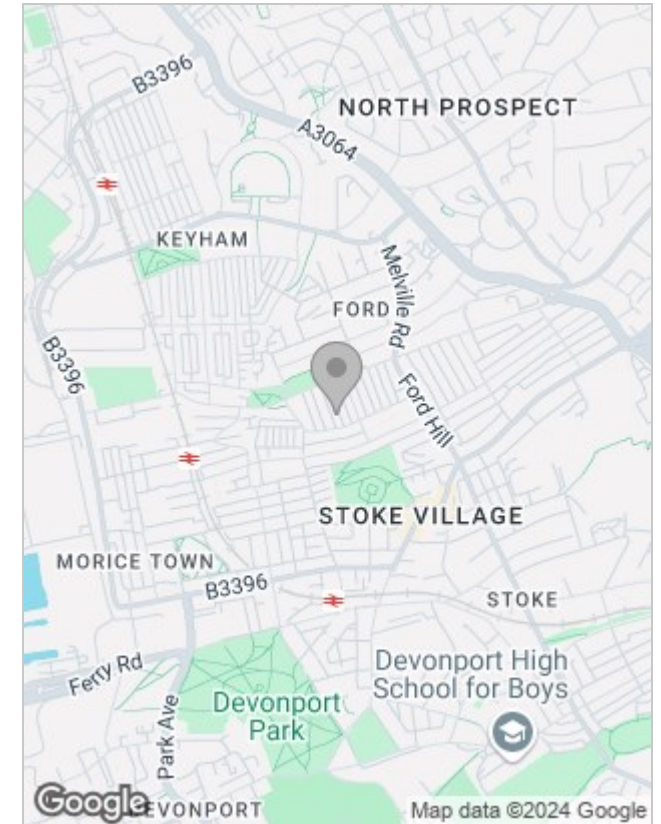 B3396
NORTH PROSPECT
A3064
KEYHAM
Melville Rd
FORD
B3396
Ford Hill
STOKE VILLAGE
MORICE TOWN
B3396
STOKE
Ferry Rd
Devonport High
School for Boys
Devonport
Park
Park Ave
Google
DEVONPORT
Map data ©2024 Google